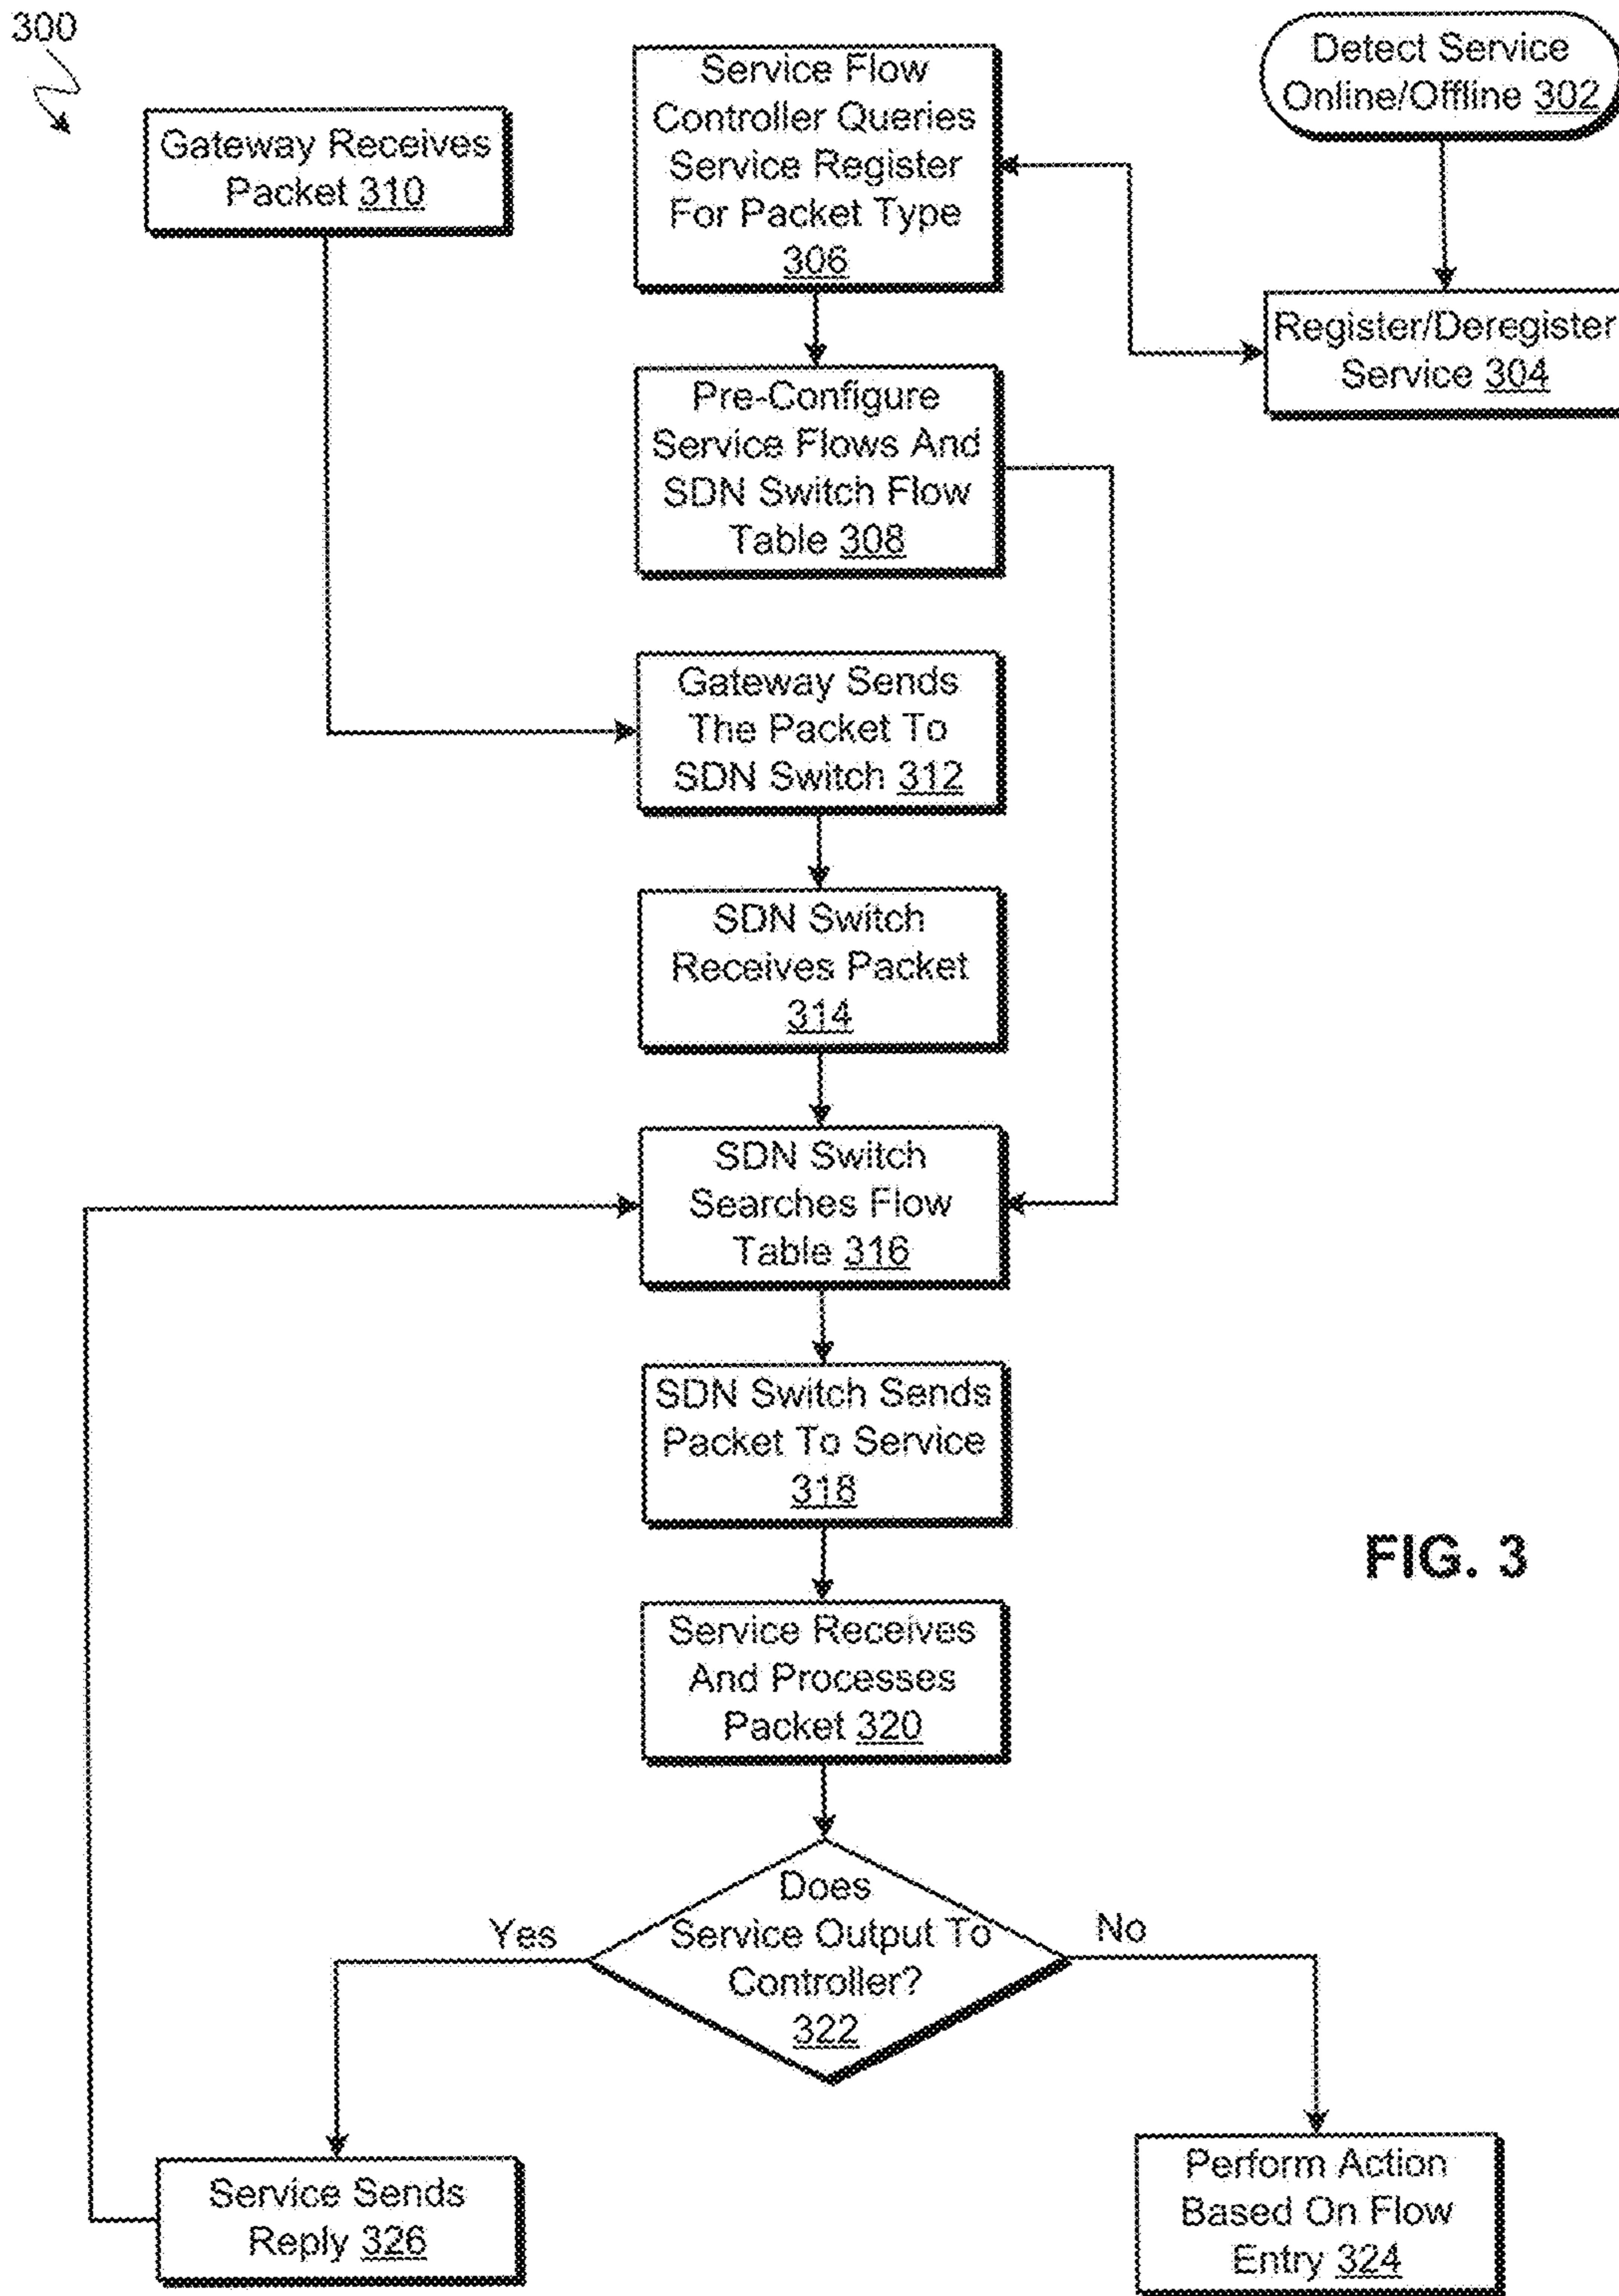 300
Detect Service
Online/Offline 302
Service Flow
Controller Queries
Service Register
For Packet Type
306
Gateway Receives
Packet 310
Register/Deregister
Service 304
Pre-Configure
Service Flows And
SDN Switch Flow
Table 308
Gateway Sends
The Packet To
SDN Switch 312
SDN Switch
Receives Packet
314
SDN Switch
Searches Flow
Table 316
SDN Switch Sends
Packet To Service
318
FIG. 3
Service Receives
And Processes
Packet 320
Does
Service Output To
Controller?
322
Yes
No
Service Sends
Reply 326
Perform Action
Based On Flow
Entry 324